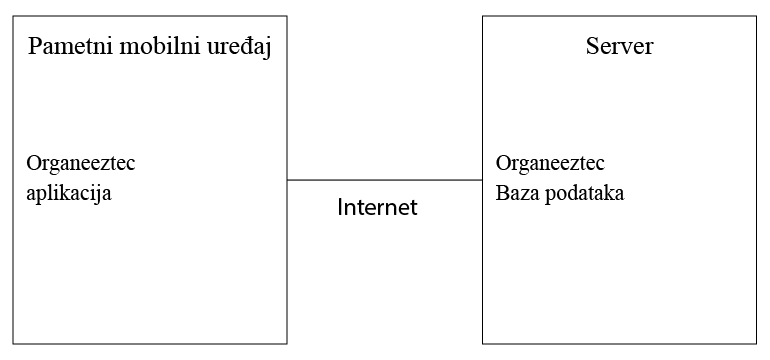 Pametni mobilni uređaj
Organeeztec
aplikacija
Internet
Server
Organeeztec
Baza podataka